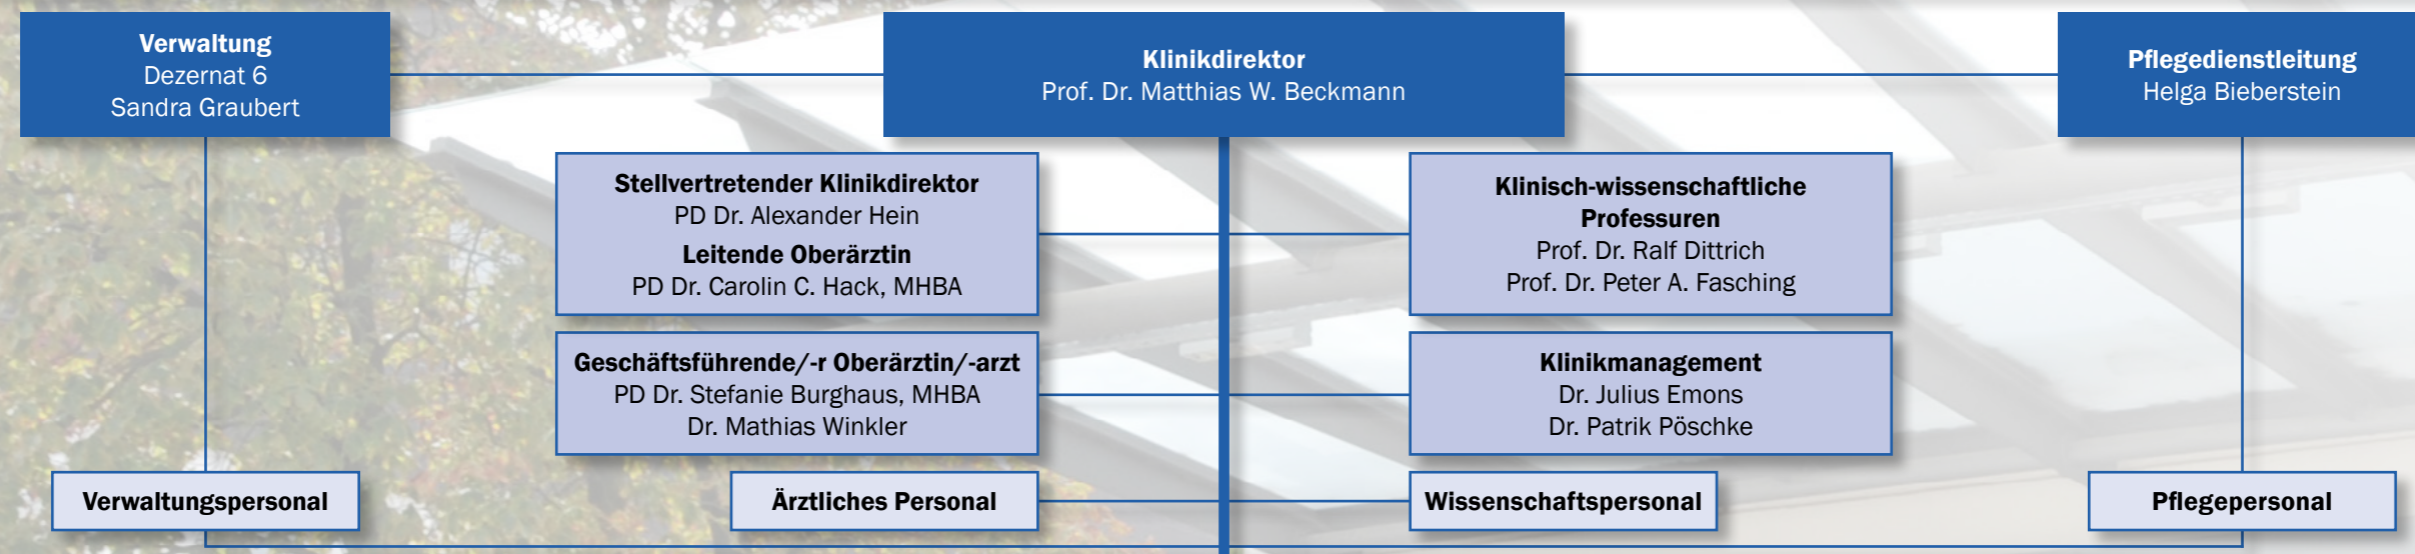 Verwaltung
Dezernat 6
Sandra Graubert
Klinikdirektor
Prof. Dr. Matthias W. Beckmann
Pflegedienstleitung
Helga Bieberstein
Stellvertretender Klinikdirektor
PD Dr. Alexander Hein
Leitende Oberärztin
PD Dr. Carolin C. Hack, MHBA
Klinisch-wissenschaftliche
Professuren
Prof. Dr. Ralf Dittrich
Prof. Dr. Peter A. Fasching
Geschäftsführende/-r Oberärztin/-arzt
PD Dr. Stefanie Burghaus, MHBA
Dr. Mathias Winkler
Klinikmanagement
Dr. Julius Emons
Dr. Patrik Pöschke
Verwaltungspersonal
Ärztliches Personal
Wissenschaftspersonal
Pflegepersonal